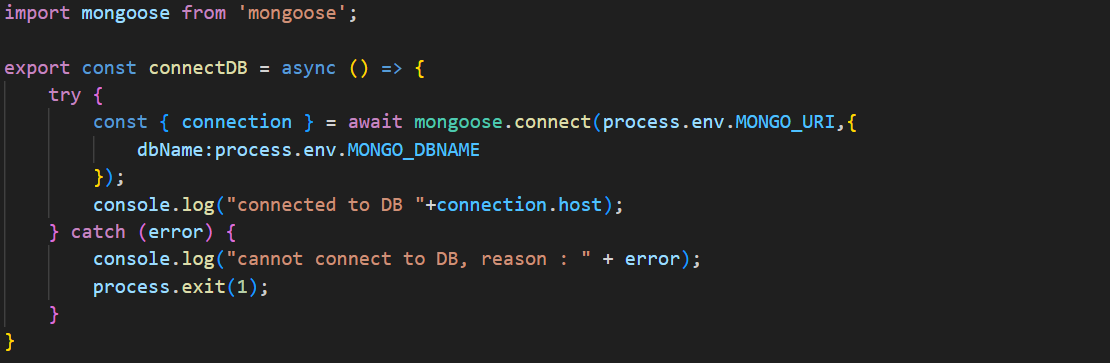 import mongoose from 'mongoose';

export const connectDB = async () => {
    try {
        const { connection } = await mongoose.connect(process.env.MONGO_URI,{
            dbName:process.env.MONGO_DBNAME
        });
        console.log("connected to DB "+connection.host);
    } catch (error) {
        console.log("cannot connect to DB, reason : " + error);
        process.exit(1);
    }
}